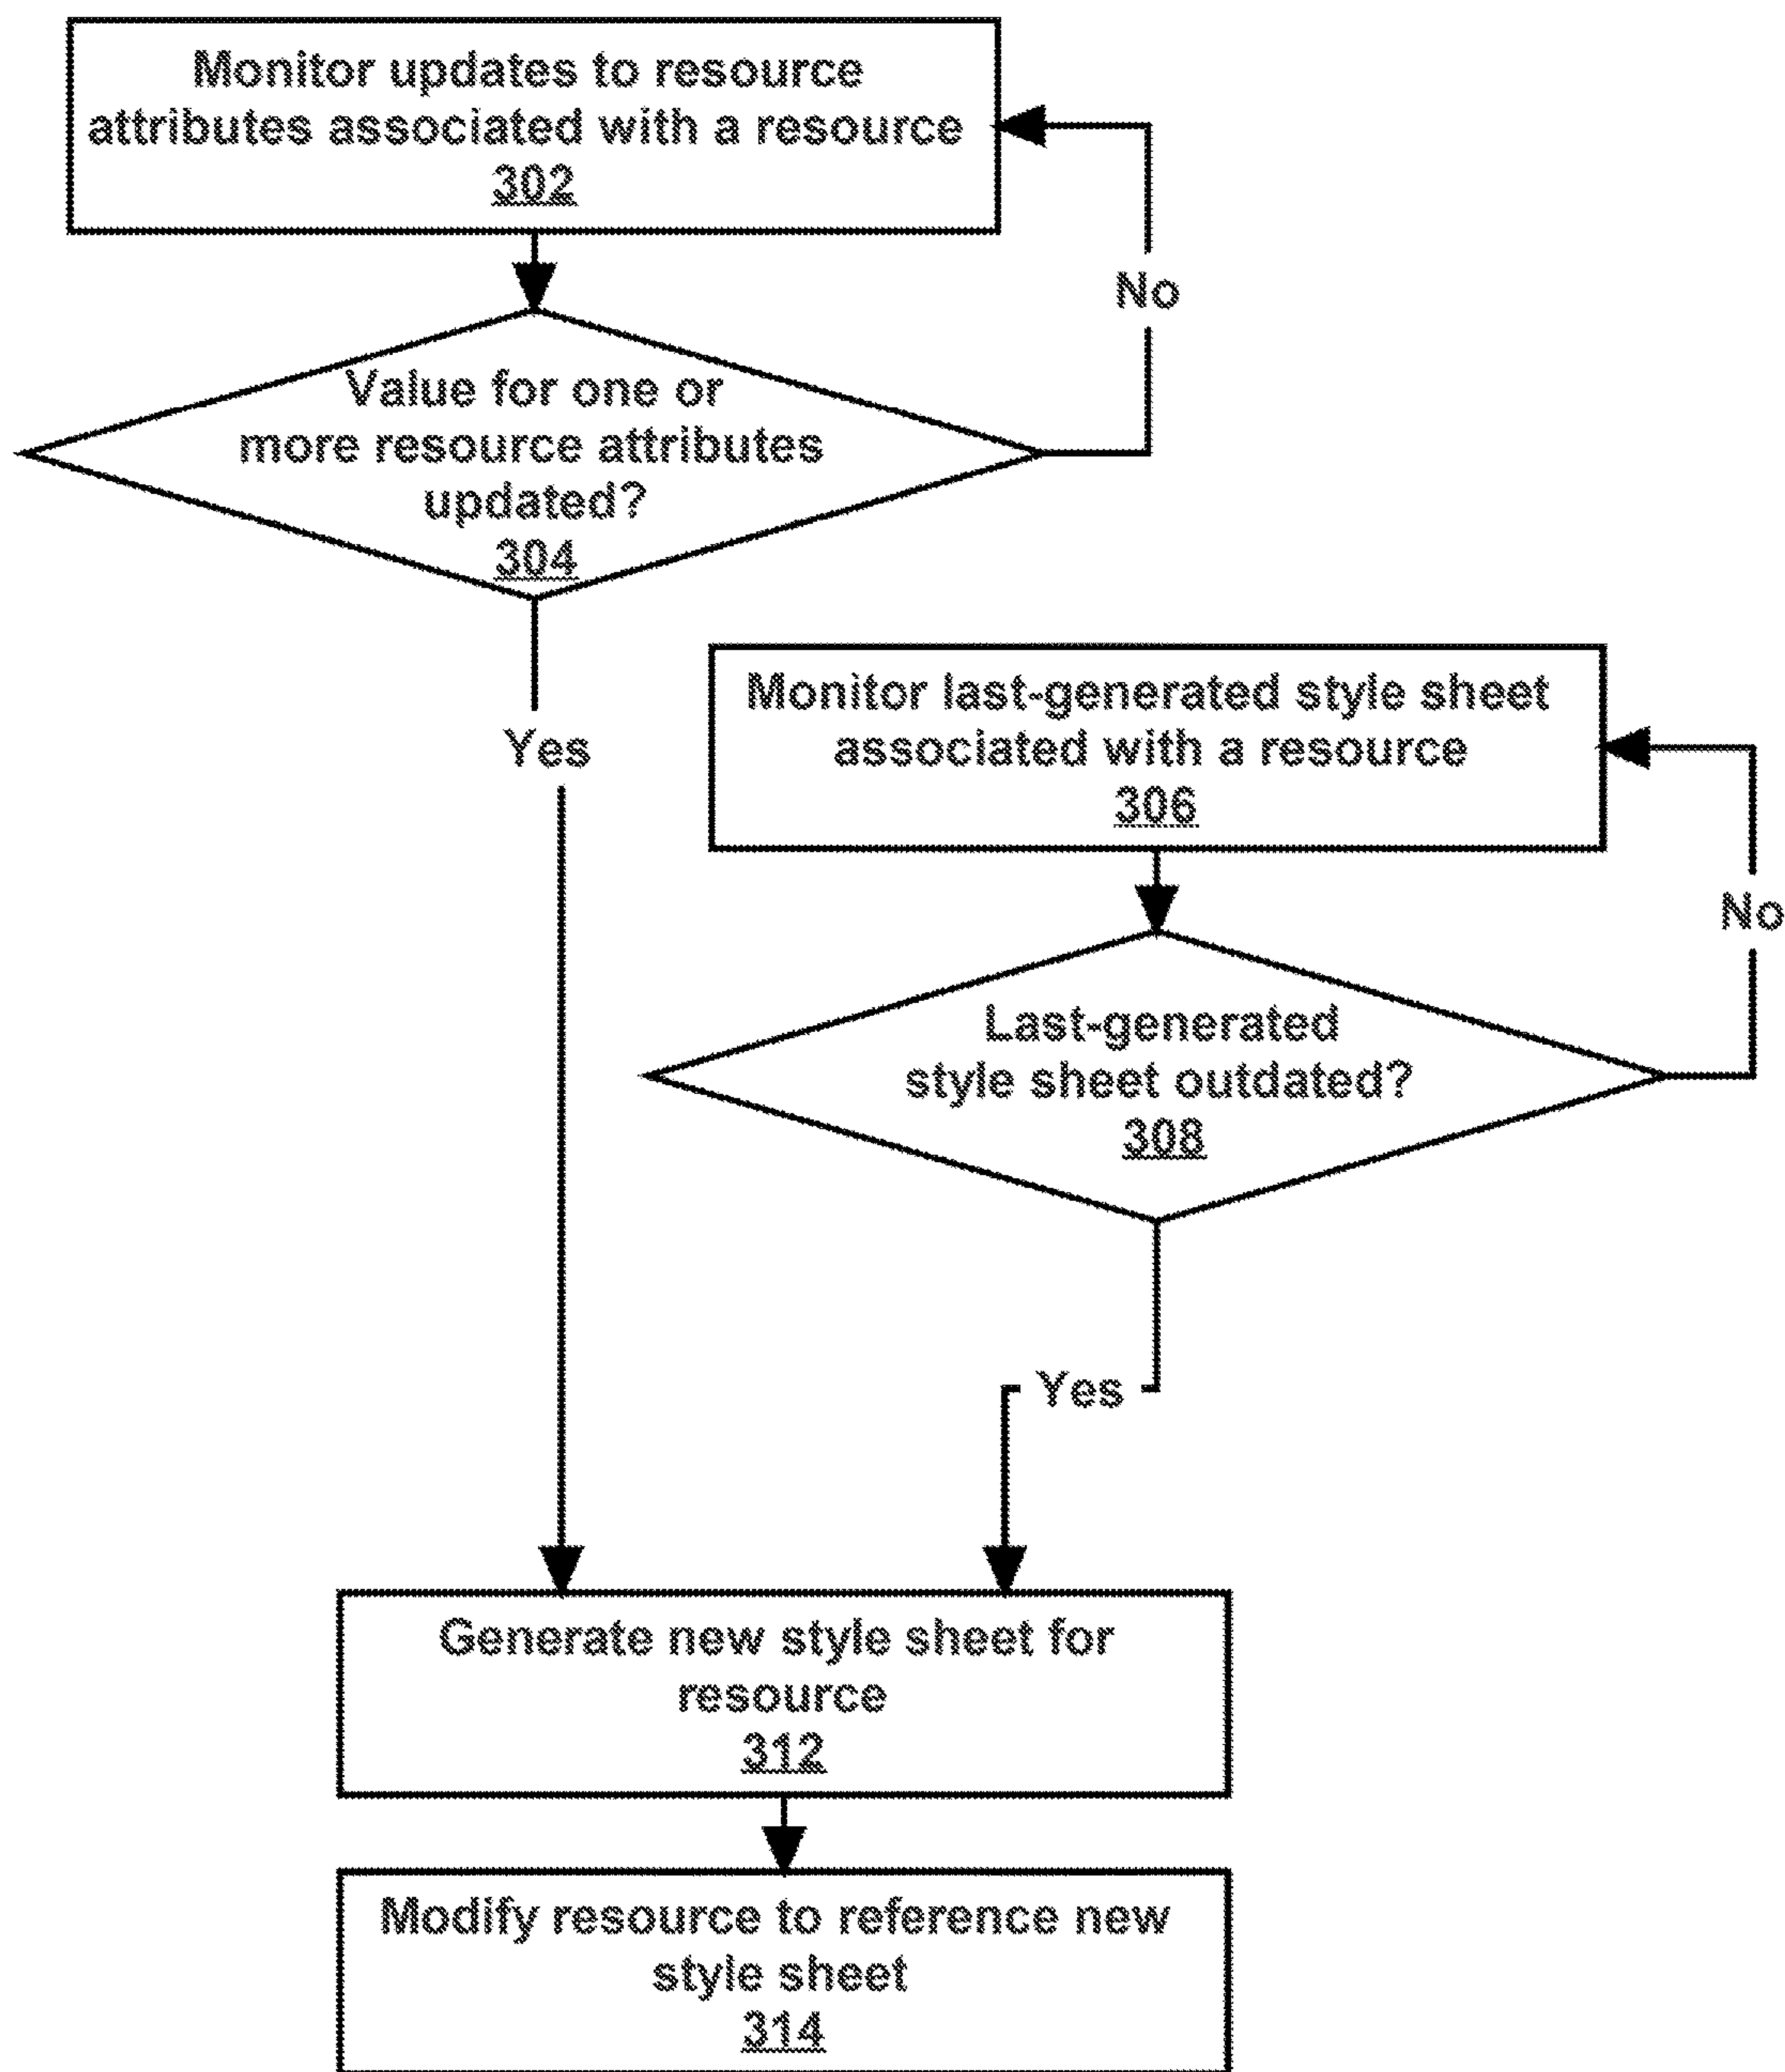 Monitor updates to resource
attributes associated with a resource
302
No
Value for one or
more resource attributes
updated?
304
Yes
Monitor last-generated style sheet
associated with a resource
306
No
Last-generated
style sheet outdated?
308
Yes
Generate new style sheet for
resource
312
Modify resource to reference new
style sheet
314